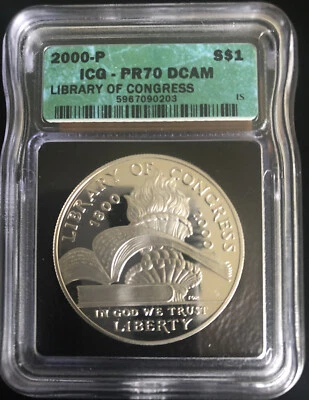 2000-P S$1
ICG - PR70 DCAM
LIBRARY OF CONGRESS
5967090203 IS
LIBRARY OF CONGRESS
1800 2000
IN GOD WE TRUST
LIBERTY